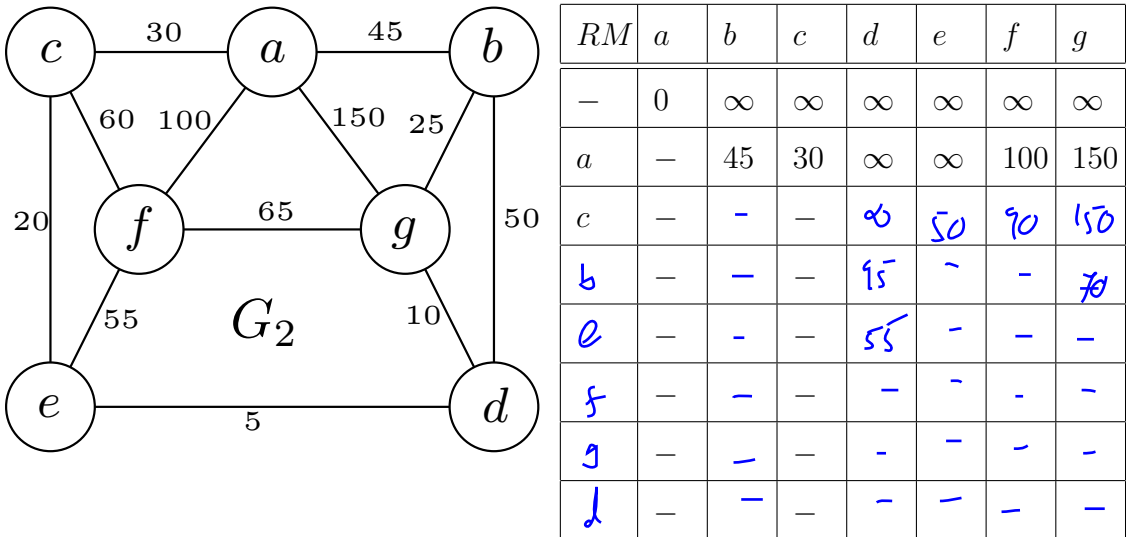 c 30 a 45 b
60 100 150 25
20 f 65 g 50
55 G₂ 10
e 5 d
RM a b c d e f g
– 0 ∞ ∞ ∞ ∞ ∞ ∞
a – 45 30 ∞ ∞ 100 150
c – - – ∞ 50 90 150
b – – – 95 - - 70
e – - – 55 - – –
f – – – – - - -
g – – – - – - -
d – – – – – – –